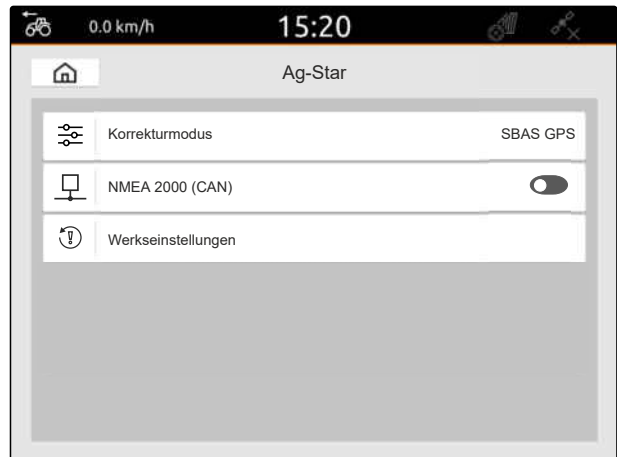 0.0 km/h 15:20
Ag-Star
Korrekturmodus SBAS GPS
NMEA 2000 (CAN)
Werkseinstellungen